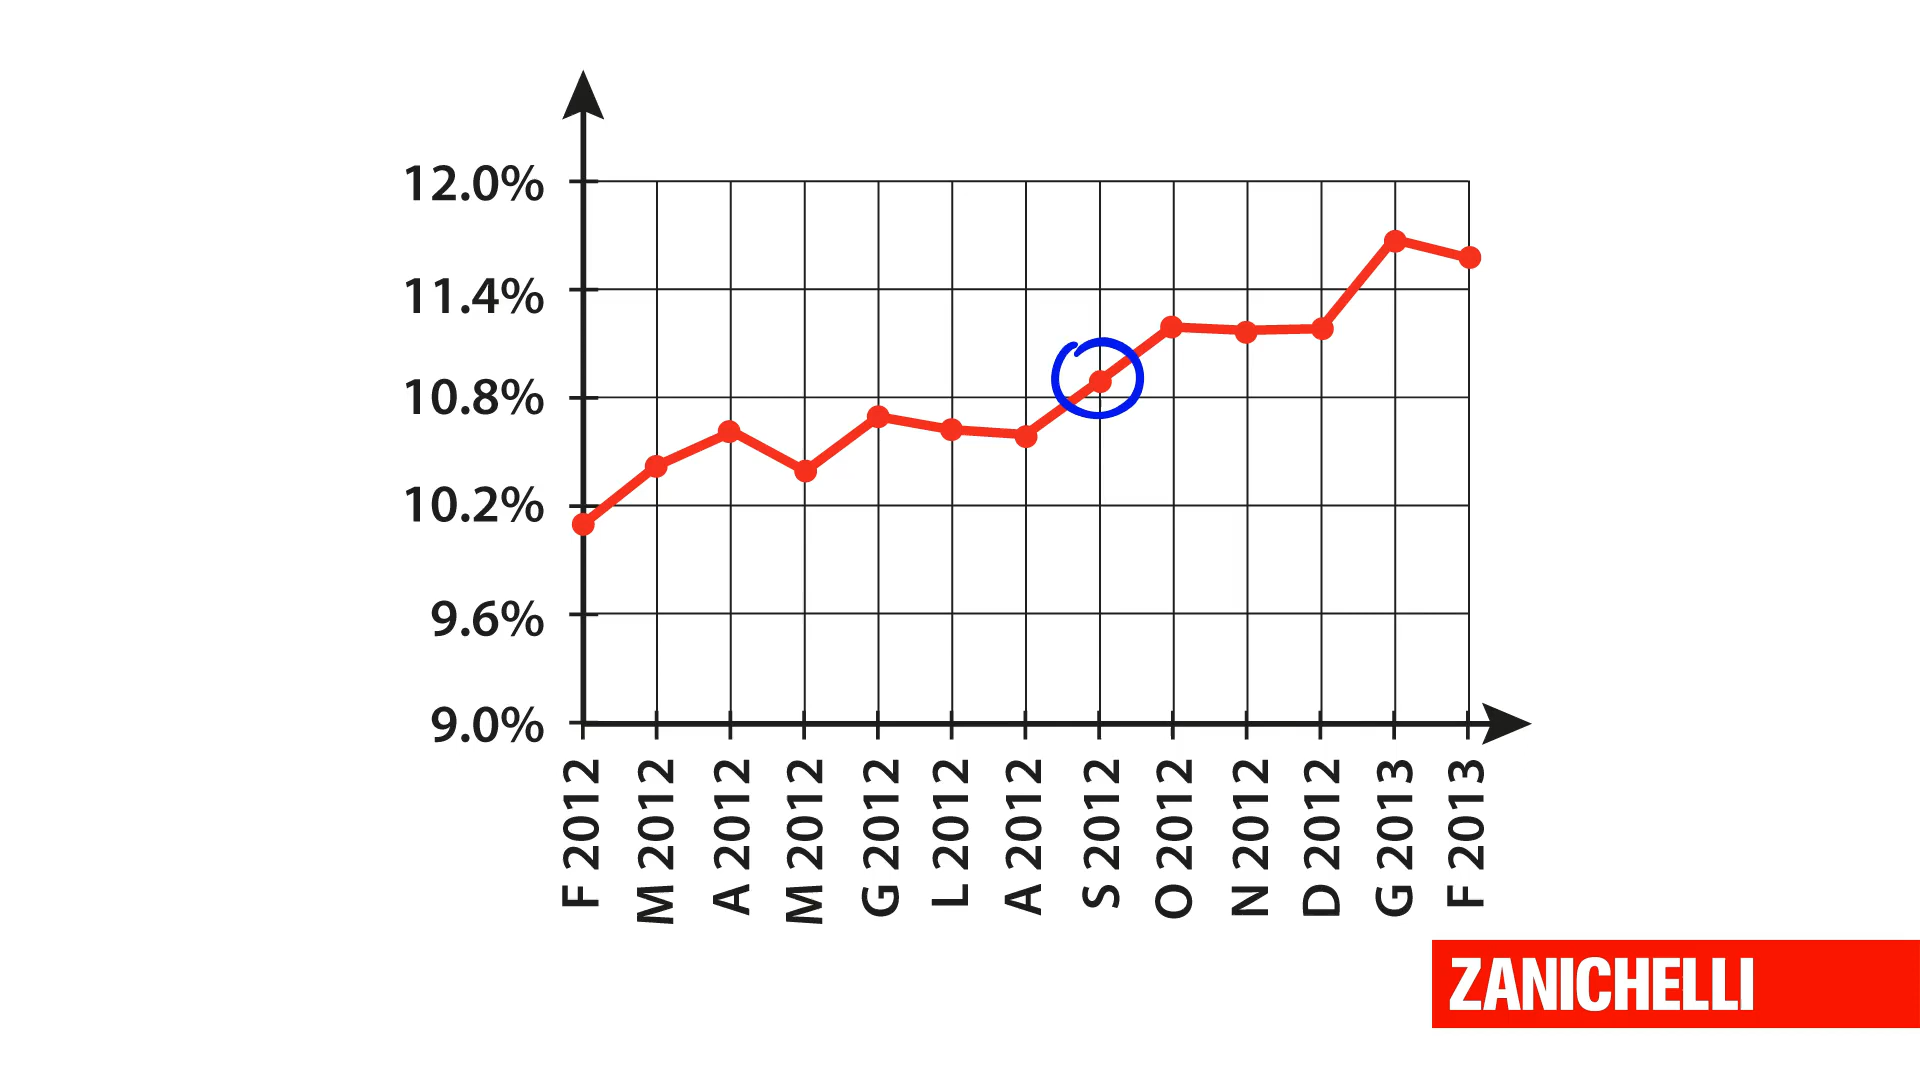 12.0%
11.4%
10.8%
10.2%
9.6%
9.0%
F 2012
M 2012
A 2012
M 2012
G 2012
L 2012
A 2012
S 2012
O 2012
N 2012
D 2012
G 2013
F 2013
ZANICHELLI